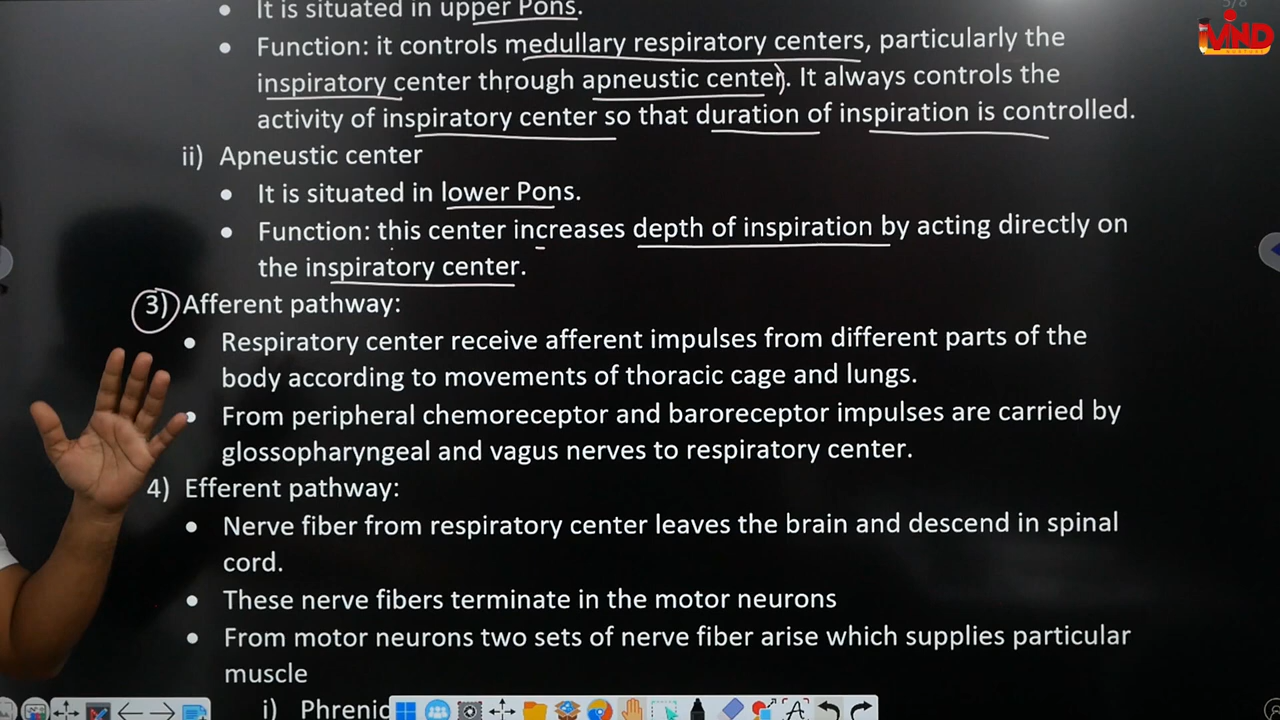 5/8
It is situated in upper Pons.
MIND
Function: it controls medullary respiratory centers, particularly the
inspiratory center through apneustic center). It always controls the
activity of inspiratory center so that duration of inspiration is controlled.
ii) Apneustic center
It is situated in lower Pons.
Function: this center increases depth of inspiration by acting directly on
the inspiratory center.
3) Afferent pathway:
Respiratory center receive afferent impulses from different parts of the
body according to movements of thoracic cage and lungs.
From peripheral chemoreceptor and baroreceptor impulses are carried by
glossopharyngeal and vagus nerves to respiratory center.
4) Efferent pathway:
Nerve fiber from respiratory center leaves the brain and descend in spinal
cord.
These nerve fibers terminate in the motor neurons
From motor neurons two sets of nerve fiber arise which supplies particular
muscle
i) Phrenic